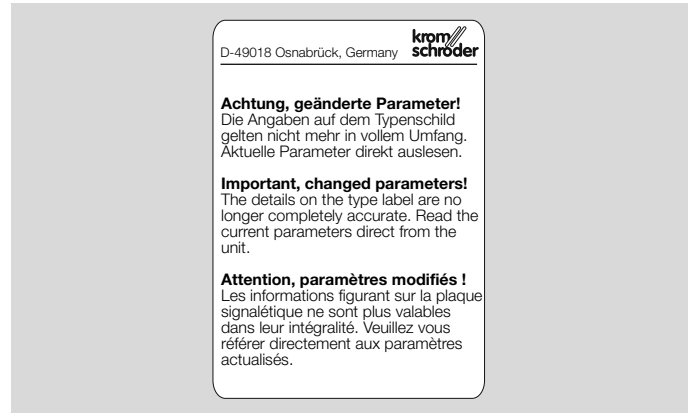 D-49018 Osnabrück, Germany
krom
schröder
Achtung, geänderte Parameter!
Die Angaben auf dem Typenschild
gelten nicht mehr in vollem Umfang.
Aktuelle Parameter direkt auslesen.
Important, changed parameters!
The details on the type label are no
longer completely accurate. Read the
current parameters direct from the
unit.
Attention, paramètres modifiés !
Les informations figurant sur la plaque
signalétique ne sont plus valables
dans leur intégralité. Veuillez vous
référer directement aux paramètres
actualisés.